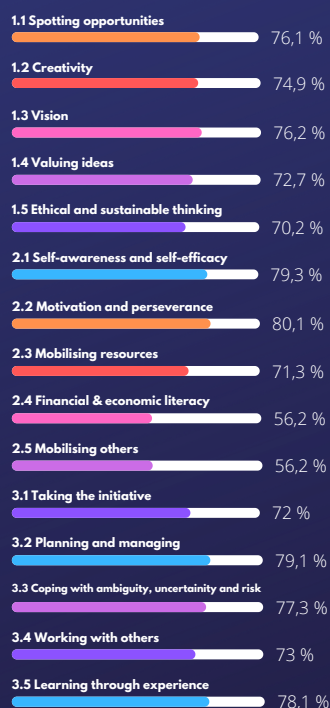 1.1 Spotting opportunities
76,1 %
1.2 Creativity
74,9 %
1.3 Vision
76,2 %
1.4 Valuing ideas
72,7 %
1.5 Ethical and sustainable thinking
70,2 %
2.1 Self-awareness and self-efficacy
79,3 %
2.2 Motivation and perseverance
80,1 %
2.3 Mobilising resources
71,3 %
2.4 Financial & economic literacy
56,2 %
2.5 Mobilising others
56,2 %
3.1 Taking the initiative
72 %
3.2 Planning and managing
79,1 %
3.3 Coping with ambiguity, uncertainity and risk
77,3 %
3.4 Working with others
73 %
3.5 Learning through experience
78,1 %